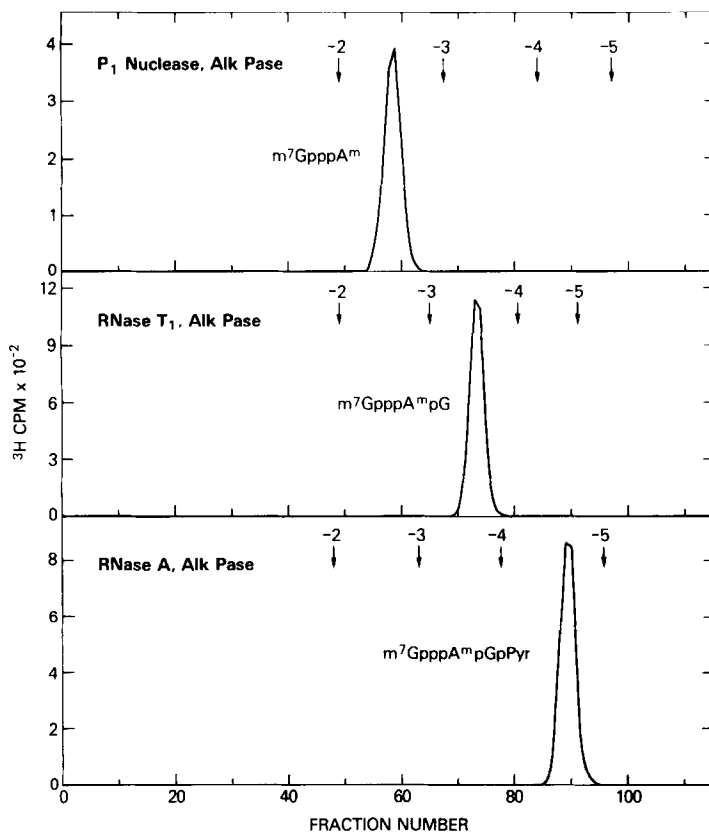 P₁ Nuclease, Alk Pase
-2 -3 -4 -5
m⁷GpppAᵐ
4
3
2
1
0
RNase T₁, Alk Pase
-2 -3 -4 -5
m⁷GpppAᵐpG
12
9
6
3
0
³H CPM x 10⁻²
RNase A, Alk Pase
-2 -3 -4 -5
m⁷GpppAᵐpGpPyr
8
6
4
2
0
0 20 40 60 80 100
FRACTION NUMBER